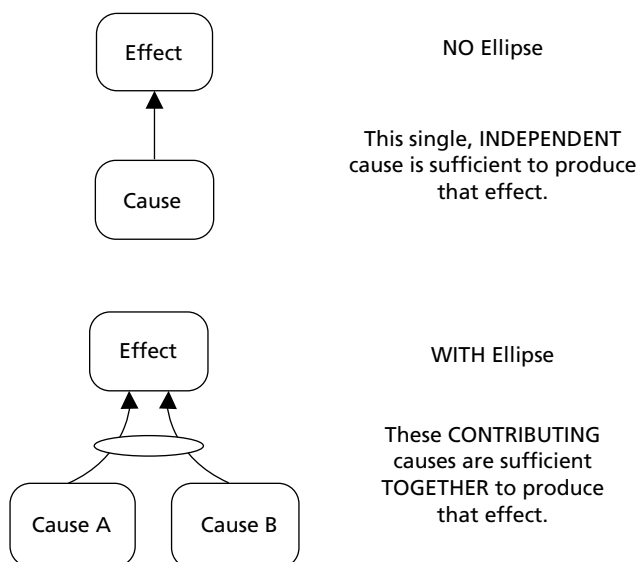 Effect
NO Ellipse
This single, INDEPENDENT
cause is sufficient to produce
that effect.
Cause
Effect
WITH Ellipse
These CONTRIBUTING
causes are sufficient
TOGETHER to produce
that effect.
Cause A
Cause B